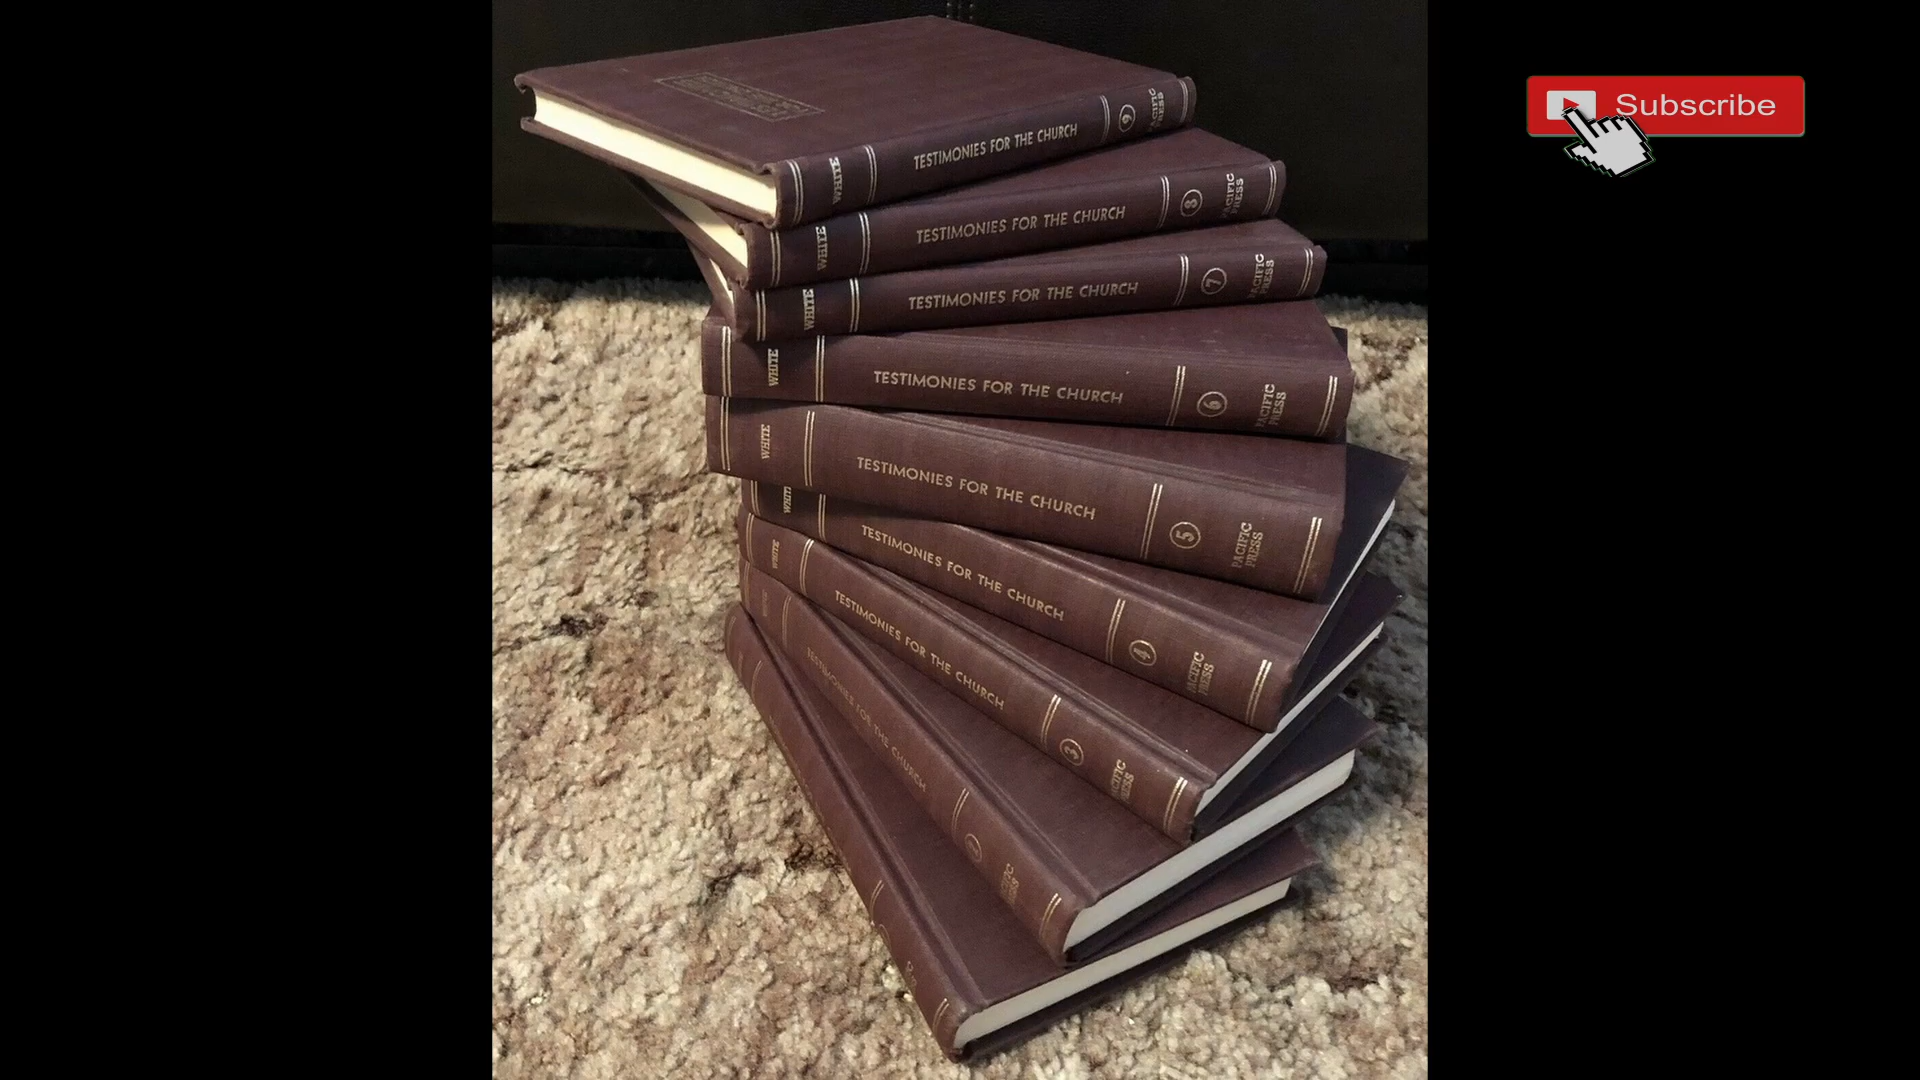 Subscribe
WHITE
TESTIMONIES FOR THE CHURCH
9
PACIFIC
PRESS
WHITE
TESTIMONIES FOR THE CHURCH
8
PACIFIC
PRESS
WHITE
TESTIMONIES FOR THE CHURCH
7
PACIFIC
PRESS
WHITE
TESTIMONIES FOR THE CHURCH
6
PACIFIC
PRESS
WHITE
TESTIMONIES FOR THE CHURCH
5
PACIFIC
PRESS
WHITE
TESTIMONIES FOR THE CHURCH
4
PACIFIC
PRESS
WHITE
TESTIMONIES FOR THE CHURCH
3
PACIFIC
PRESS
TESTIMONIES FOR THE CHURCH
2